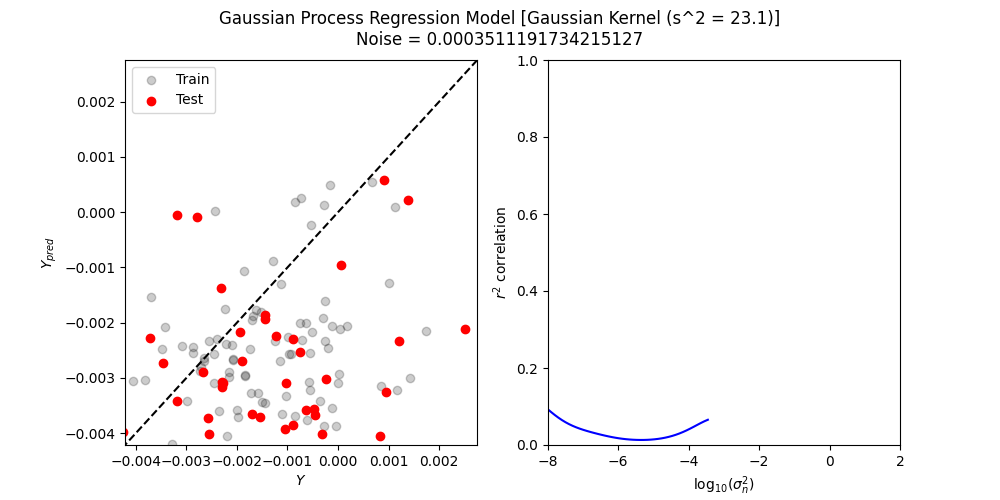 Gaussian Process Regression Model [Gaussian Kernel (s^2 = 23.1)]
Noise = 0.0003511191734215127
Train
Test
0.002
0.001
0.000
−0.001
−0.002
−0.003
−0.004
Y_pred
−0.004 −0.003 −0.002 −0.001 0.000 0.001 0.002
Y
1.0
0.8
0.6
0.4
0.2
0.0
r² correlation
−8 −6 −4 −2 0 2
log₁₀(σₙ²)